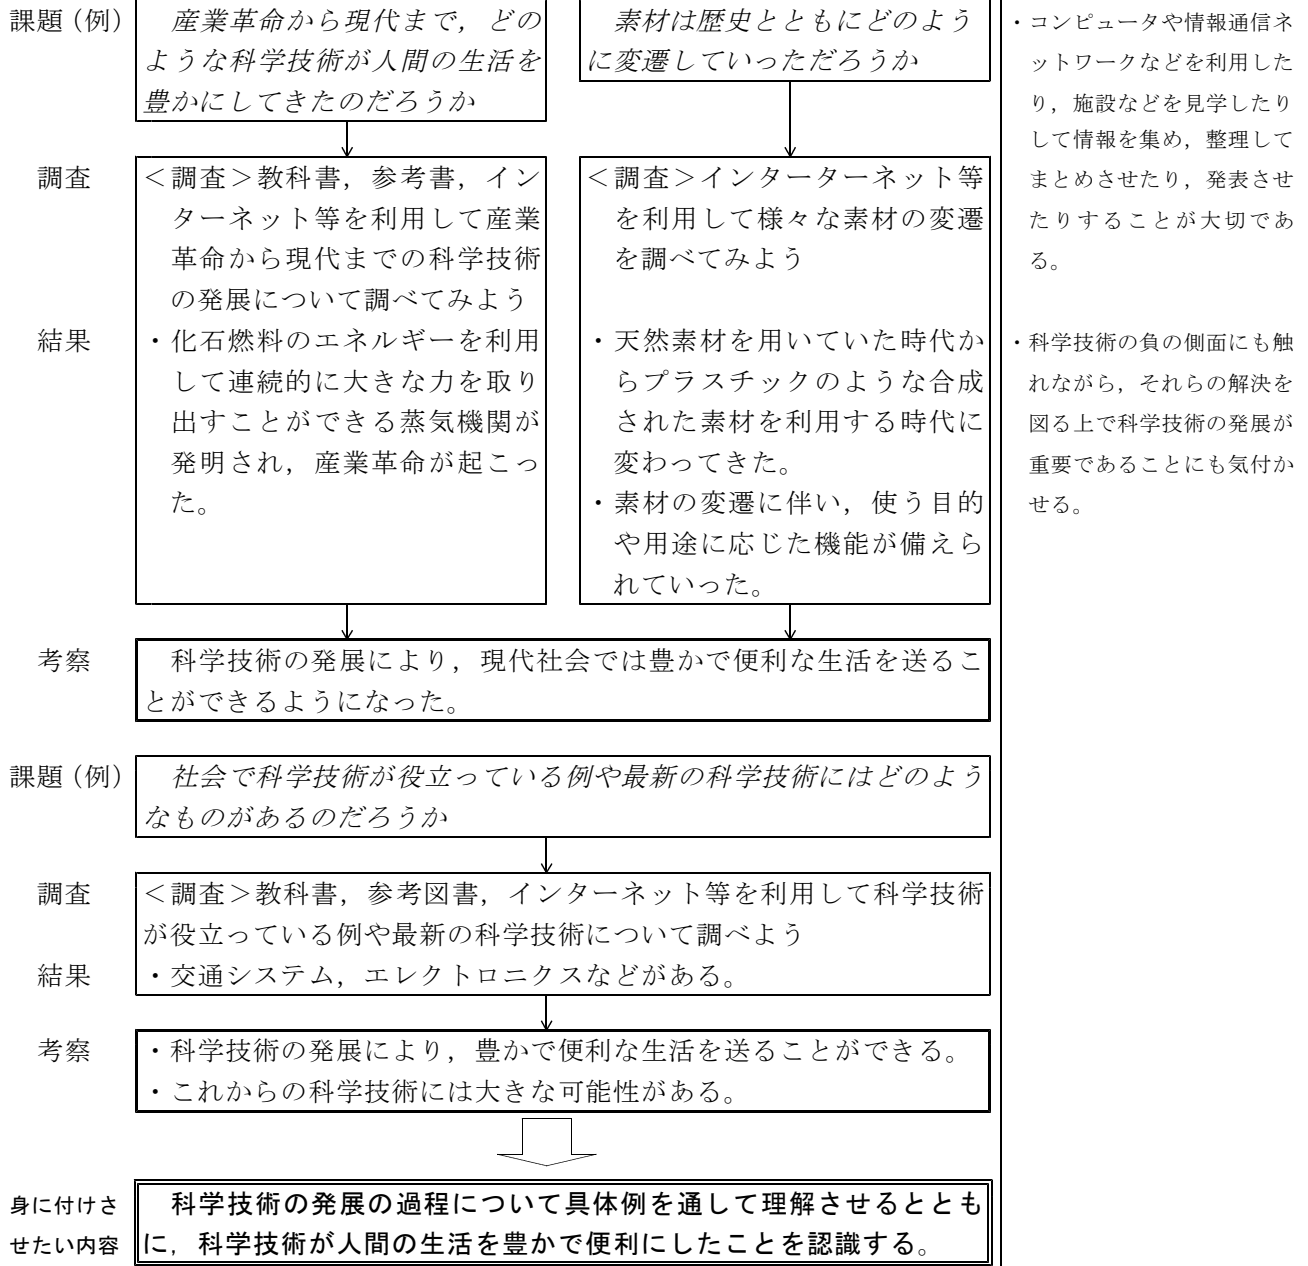 課題（例）
産業革命から現代まで，どの
ような科学技術が人間の生活を
豊かにしてきたのだろうか
素材は歴史とともにどのよう
に変遷していっただろうか
調査
＜調査＞教科書，参考書，イン
ターネット等を利用して産業
革命から現代までの科学技術
の発展について調べてみよう
結果
・化石燃料のエネルギーを利用
して連続的に大きな力を取り
出すことができる蒸気機関が
発明され，産業革命が起こっ
た。
＜調査＞インターターネット等
を利用して様々な素材の変遷
を調べてみよう
・天然素材を用いていた時代か
らプラスチックのような合成
された素材を利用する時代に
変わってきた。
・素材の変遷に伴い，使う目的
や用途に応じた機能が備えら
れていった。
考察
科学技術の発展により，現代社会では豊かで便利な生活を送るこ
とができるようになった。
課題（例）
社会で科学技術が役立っている例や最新の科学技術にはどのよう
なものがあるのだろうか
調査
＜調査＞教科書，参考図書，インターネット等を利用して科学技術
が役立っている例や最新の科学技術について調べよう
結果
・交通システム，エレクトロニクスなどがある。
考察
・科学技術の発展により，豊かで便利な生活を送ることができる。
・これからの科学技術には大きな可能性がある。
身に付けさ
せたい内容
科学技術の発展の過程について具体例を通して理解させるととも
に，科学技術が人間の生活を豊かで便利にしたことを認識する。
・コンピュータや情報通信ネ
ットワークなどを利用した
り，施設などを見学したり
して情報を集め，整理して
まとめさせたり，発表させ
たりすることが大切であ
る。
・科学技術の負の側面にも触
れながら，それらの解決を
図る上で科学技術の発展が
重要であることにも気付か
せる。